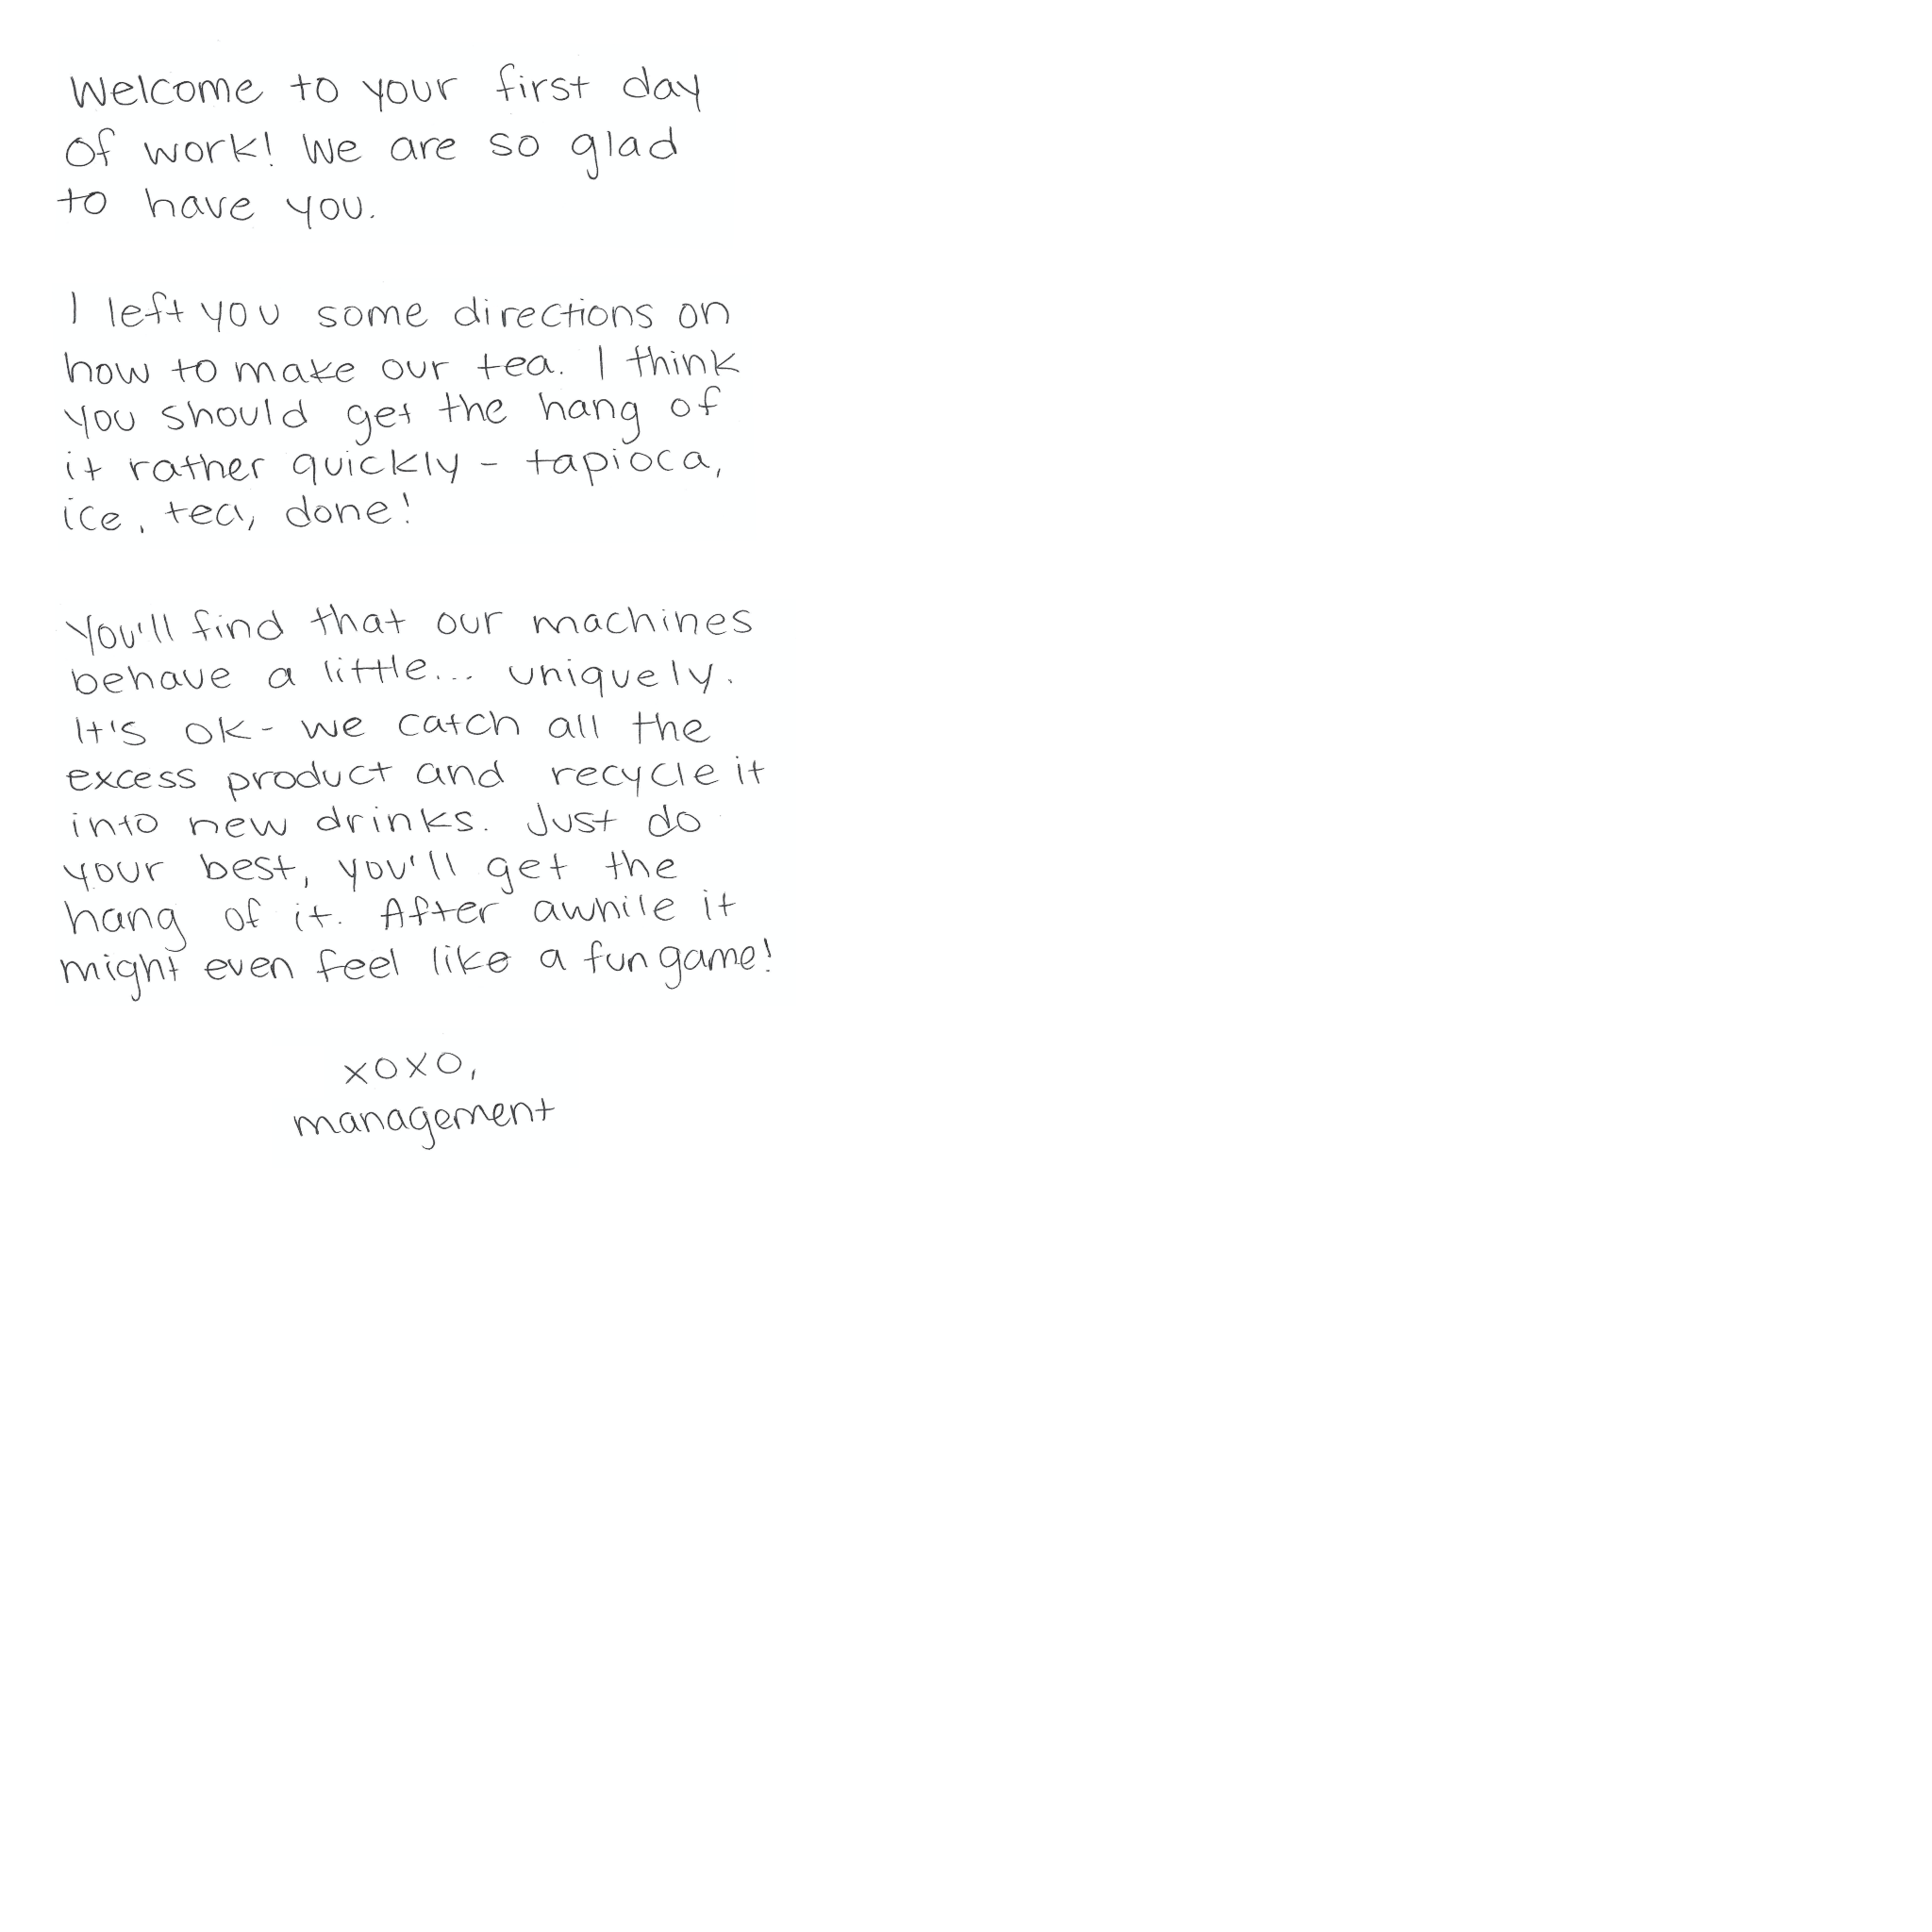 Welcome to your first day
of work! We are so glad
to have you.
I left you some directions on
how to make our tea. I think
you should get the hang of
it rather quickly - tapioca,
ice, tea, done!
You'll find that our machines
behave a little... uniquely.
It's ok - we catch all the
excess product and recycle it
into new drinks. Just do
your best, you'll get the
hang of it. After awhile it
might even feel like a fun game!
xoxo,
management